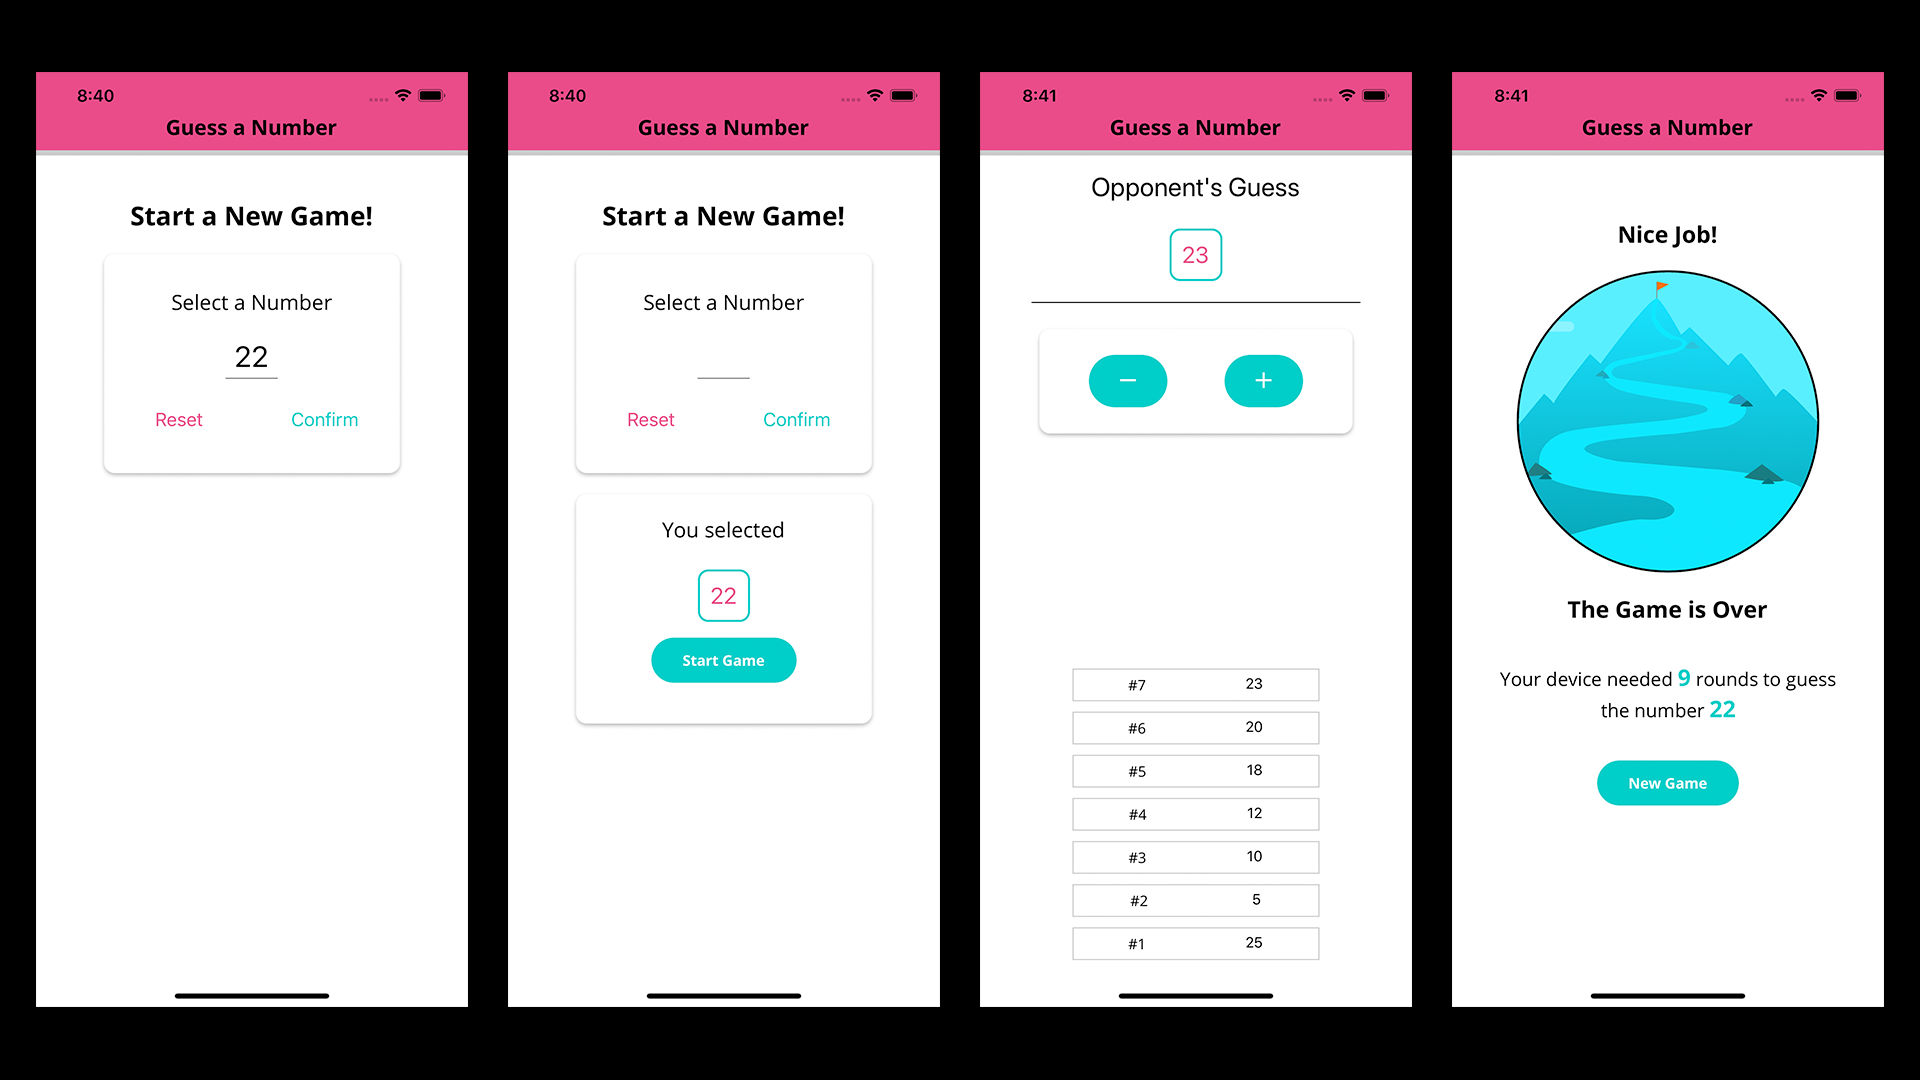 8:40
Guess a Number
Start a New Game!
Select a Number
22
Reset Confirm
8:40
Guess a Number
Start a New Game!
Select a Number
Reset Confirm
You selected
22
Start Game
8:41
Guess a Number
Opponent's Guess
23
− +
#7 23
#6 20
#5 18
#4 12
#3 10
#2 5
#1 25
8:41
Guess a Number
Nice Job!
The Game is Over
Your device needed 9 rounds to guess
the number 22
New Game